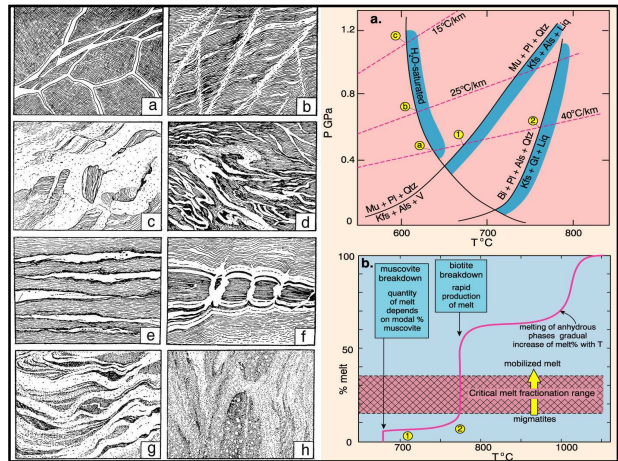 a
b
c
d
e
f
g
h
a.
1.2
0.8
0.4
0
P GPa
600
700
800
T°C
15°C/km
25°C/km
40°C/km
c
b
a
1
2
H₂O-saturated
Mu + Pl + Qtz
Kfs + Als + Liq
Mu + Pl + Qtz
Kfs + Als + V
Bi + Pl + Als + Qtz
Kfs + Gt + Liq
b.
100
50
0
% melt
muscovite
breakdown
quantity of
melt
depends
on modal %
muscovite
biotite
breakdown
rapid
production
of melt
melting of anhydrous
phases gradual
increase of melt% with T
mobilized melt
Critical melt fractionation range
migmatites
1
2
700
800
1000
T°C